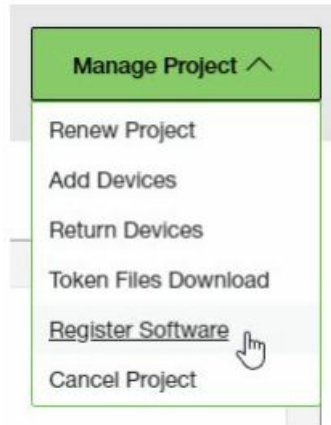 Manage Project
Renew Project
Add Devices
Return Devices
Token Files Download
Register Software
Cancel Project